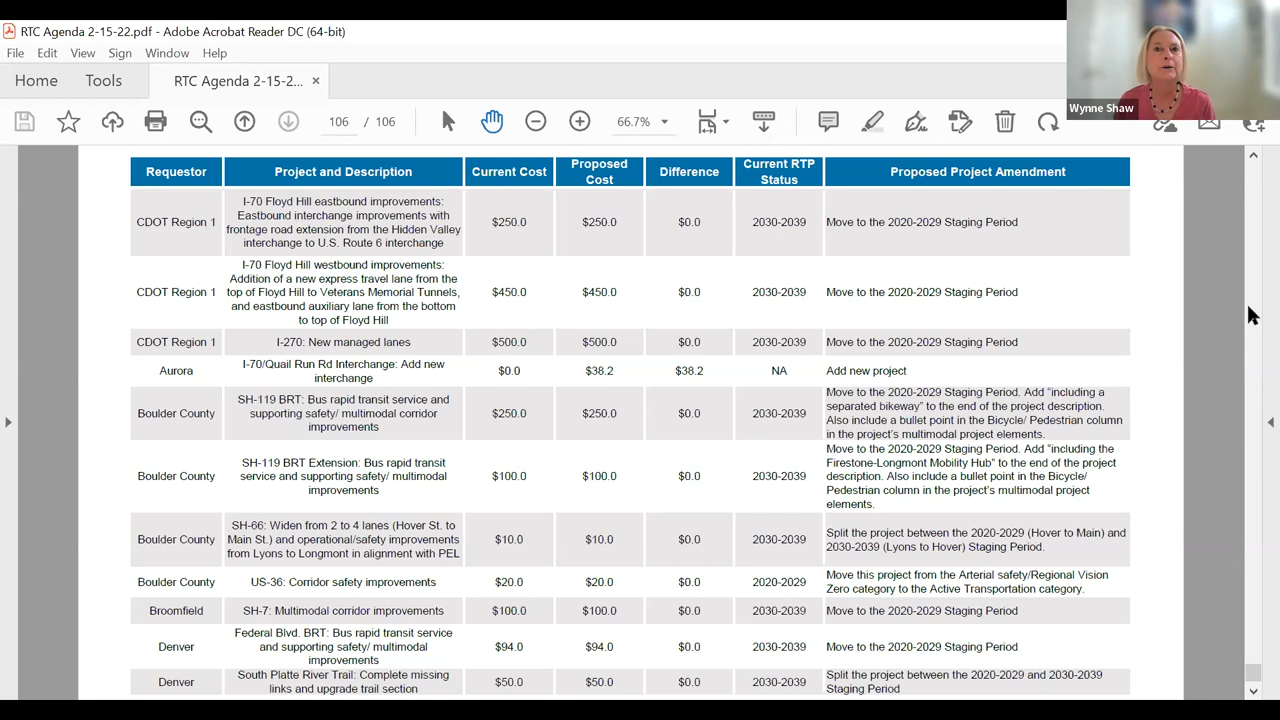 RTC Agenda 2-15-22.pdf - Adobe Acrobat Reader DC (64-bit)
File Edit View Sign Window Help
Home Tools RTC Agenda 2-15-2... ×
106 / 106 66.7%
Wynne Shaw
Requestor Project and Description Current Cost Proposed Cost Difference Current RTP Status Proposed Project Amendment
CDOT Region 1
I-70 Floyd Hill eastbound improvements:
Eastbound interchange improvements with
frontage road extension from the Hidden Valley
interchange to U.S. Route 6 interchange
$250.0 $250.0 $0.0 2030-2039 Move to the 2020-2029 Staging Period
CDOT Region 1
I-70 Floyd Hill westbound improvements:
Addition of a new express travel lane from the
top of Floyd Hill to Veterans Memorial Tunnels,
and eastbound auxiliary lane from the bottom
to top of Floyd Hill
$450.0 $450.0 $0.0 2030-2039 Move to the 2020-2029 Staging Period
CDOT Region 1 I-270: New managed lanes $500.0 $500.0 $0.0 2030-2039 Move to the 2020-2029 Staging Period
Aurora
I-70/Quail Run Rd Interchange: Add new
interchange
$0.0 $38.2 $38.2 NA Add new project
Boulder County
SH-119 BRT: Bus rapid transit service and
supporting safety/ multimodal corridor
improvements
$250.0 $250.0 $0.0 2030-2039
Move to the 2020-2029 Staging Period. Add “including a
separated bikeway” to the end of the project description.
Also include a bullet point in the Bicycle/ Pedestrian column
in the project’s multimodal project elements.
Boulder County
SH-119 BRT Extension: Bus rapid transit
service and supporting safety/ multimodal
improvements
$100.0 $100.0 $0.0 2030-2039
Move to the 2020-2029 Staging Period. Add “including the
Firestone-Longmont Mobility Hub” to the end of the project
description. Also include a bullet point in the Bicycle/
Pedestrian column in the project’s multimodal project
elements.
Boulder County
SH-66: Widen from 2 to 4 lanes (Hover St. to
Main St.) and operational/safety improvements
from Lyons to Longmont in alignment with PEL
$10.0 $10.0 $0.0 2030-2039
Split the project between the 2020-2029 (Hover to Main) and
2030-2039 (Lyons to Hover) Staging Period.
Boulder County US-36: Corridor safety improvements $20.0 $20.0 $0.0 2020-2029
Move this project from the Arterial safety/Regional Vision
Zero category to the Active Transportation category.
Broomfield SH-7: Multimodal corridor improvements $100.0 $100.0 $0.0 2030-2039 Move to the 2020-2029 Staging Period
Denver
Federal Blvd. BRT: Bus rapid transit service
and supporting safety/ multimodal
improvements
$94.0 $94.0 $0.0 2030-2039 Move to the 2020-2029 Staging Period
Denver
South Platte River Trail: Complete missing
links and upgrade trail section
$50.0 $50.0 $0.0 2030-2039
Split the project between the 2020-2029 and 2030-2039
Staging Period